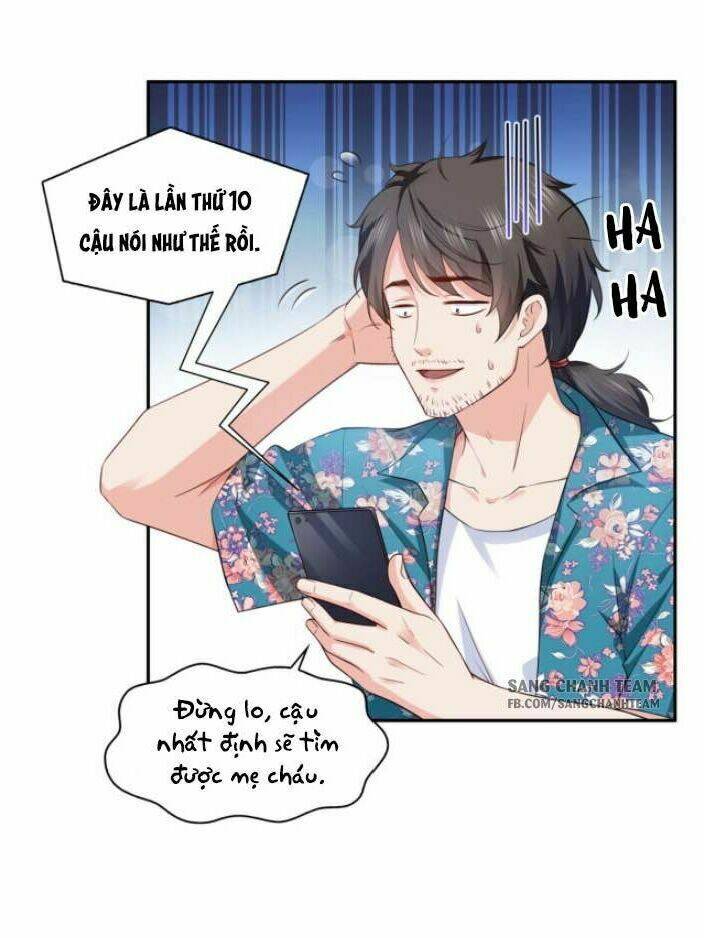 ĐÂY LÀ LẦN THỨ 10
CẬU NÓI NHƯ THẾ RỒI.
HA
HA
SANG CHANH TEAM
FB.COM/SANGCHANHTEAM
Đừng lo, cậu
nhất định sẽ tìm
được mẹ cháu.